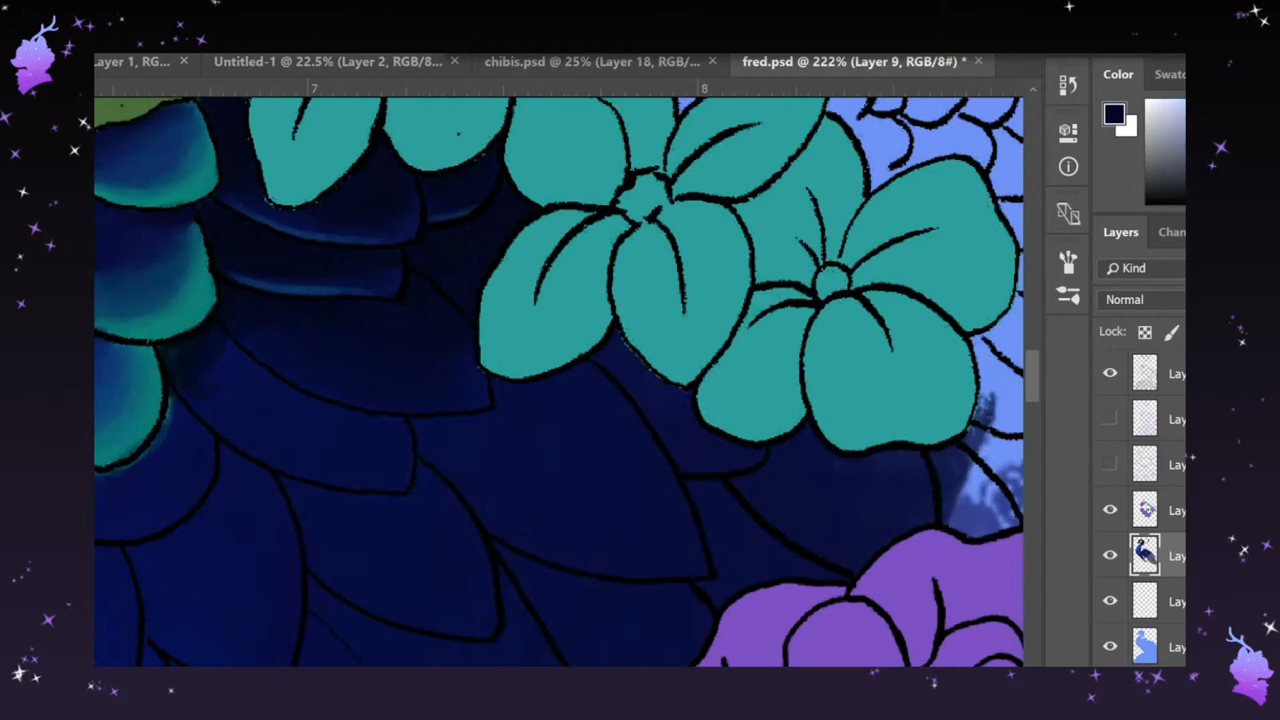 ayer 1, RG... × Untitled-1 @ 22.5% (Layer 2, RGB/8... × chibis.psd @ 25% (Layer 18, RGB/... × fred.psd @ 222% (Layer 9, RGB/8#) * ×
7 8
Color Swatc
Layers Chan
Kind
Normal
Lock:
Lay
Lay
Lay
Lay
Lay
Lay
Lay